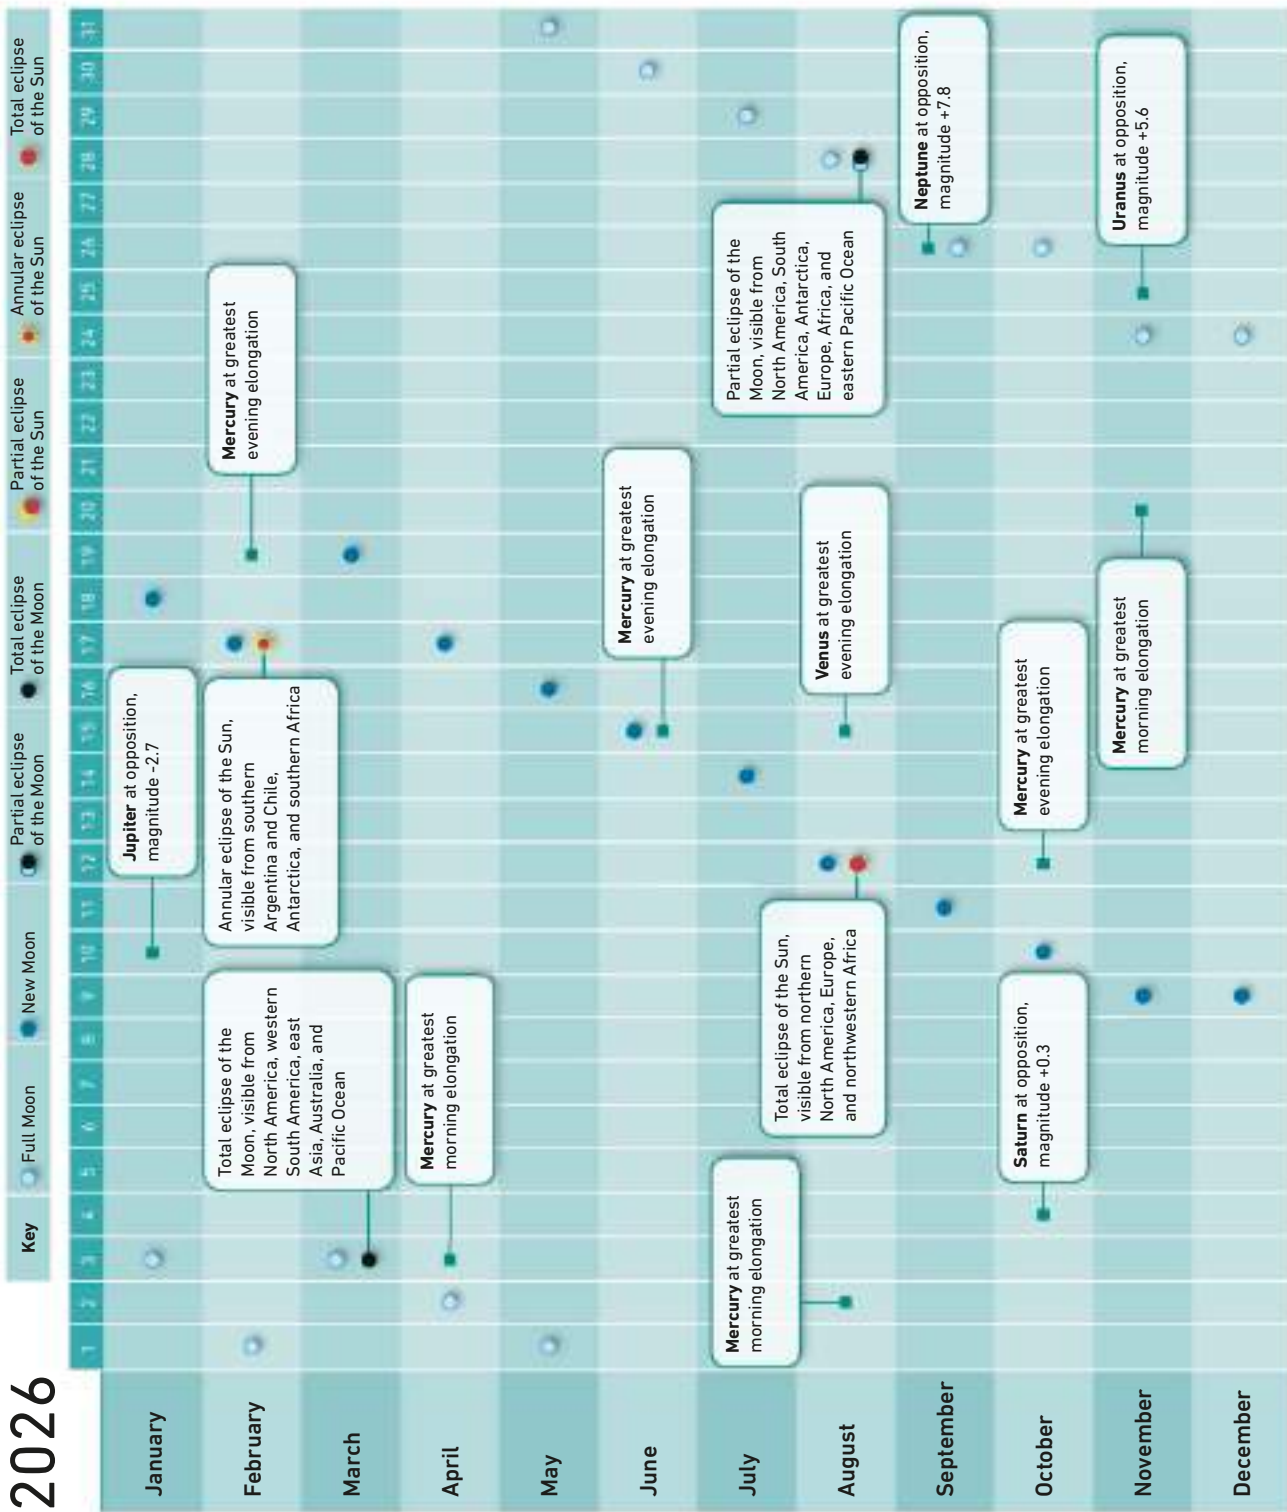 2026
Key
Full Moon
New Moon
Partial eclipse
of the Moon
Total eclipse
of the Moon
Partial eclipse
of the Sun
Annular eclipse
of the Sun
Total eclipse
of the Sun
1 2 3 4 5 6 7 8 9 10 11 12 13 14 15 16 17 18 19 20 21 22 23 24 25 26 27 28 29 30 31
January
Jupiter at opposition,
magnitude -2.7
February
Annular eclipse of the Sun,
visible from southern
Argentina and Chile,
Antarctica, and southern Africa
Mercury at greatest
evening elongation
March
Total eclipse of the
Moon, visible from
North America, western
South America, east
Asia, Australia, and
Pacific Ocean
April
Mercury at greatest
morning elongation
May
June
Mercury at greatest
evening elongation
July
Mercury at greatest
morning elongation
August
Total eclipse of the Sun,
visible from northern
North America, Europe,
and northwestern Africa
Venus at greatest
evening elongation
Partial eclipse of the
Moon, visible from
North America, South
America, Antarctica,
Europe, Africa, and
eastern Pacific Ocean
September
Neptune at opposition,
magnitude +7.8
October
Saturn at opposition,
magnitude +0.3
Mercury at greatest
evening elongation
November
Mercury at greatest
morning elongation
Uranus at opposition,
magnitude +5.6
December